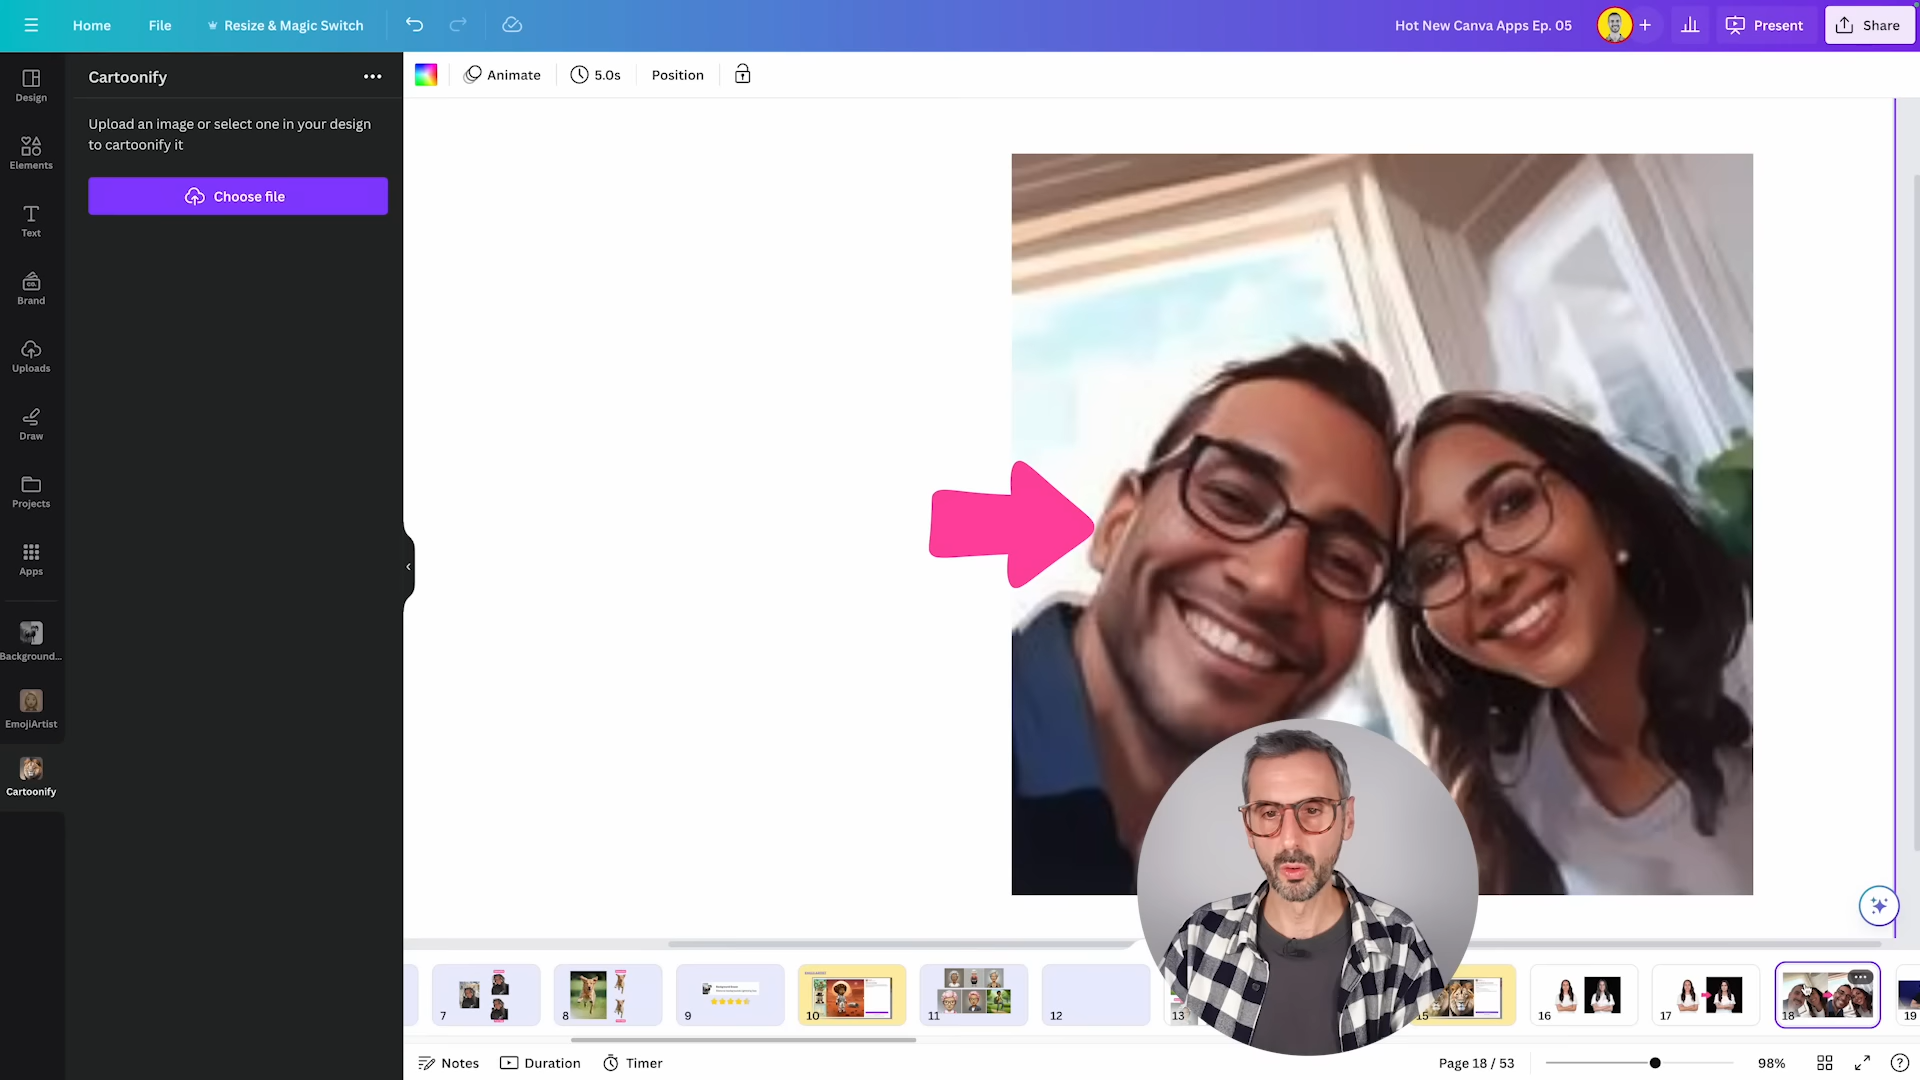 Home
File
Resize & Magic Switch
Hot New Canva Apps Ep. 05
Present
Share
Design
Elements
Text
Brand
Uploads
Draw
Projects
Apps
Background...
EmojiArtist
Cartoonify
Cartoonify
Upload an image or select one in your design
to cartoonify it
Choose file
Animate
5.0s
Position
7
8
9
10
11
12
13
15
16
17
18
19
Notes
Duration
Timer
Page 18 / 53
98%